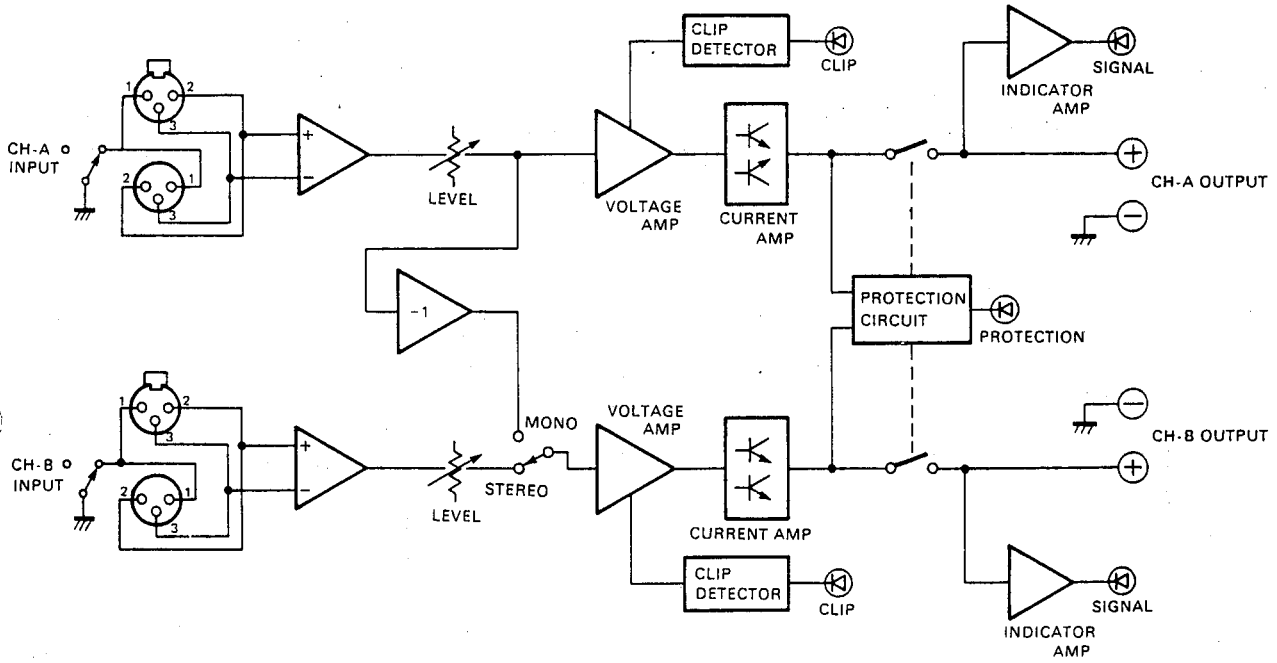 CLIP
DETECTOR
CLIP
SIGNAL
INDICATOR
AMP
1
2
3
CH-A
INPUT
2
1
3
+
−
LEVEL
VOLTAGE
AMP
CURRENT
AMP
+
CH-A OUTPUT
−
-1
PROTECTION
CIRCUIT
PROTECTION
1
2
3
CH-B
INPUT
2
1
3
+
−
LEVEL
MONO
STEREO
VOLTAGE
AMP
CURRENT AMP
−
CH-B OUTPUT
+
CLIP
DETECTOR
CLIP
SIGNAL
INDICATOR
AMP